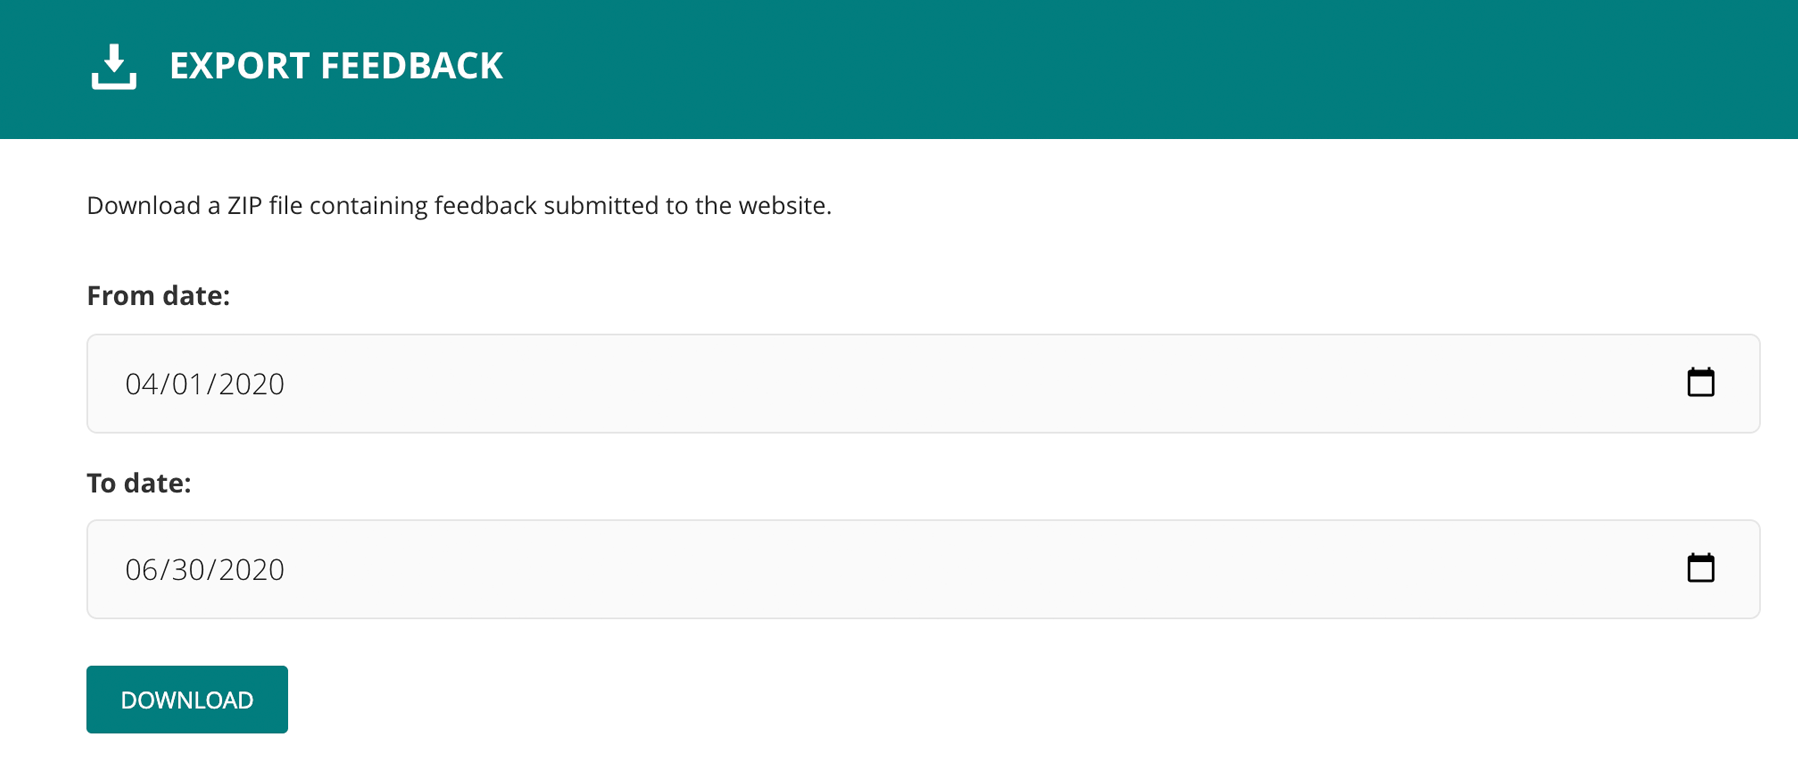 EXPORT FEEDBACK
Download a ZIP file containing feedback submitted to the website.
From date:
04/01/2020
To date:
06/30/2020
DOWNLOAD